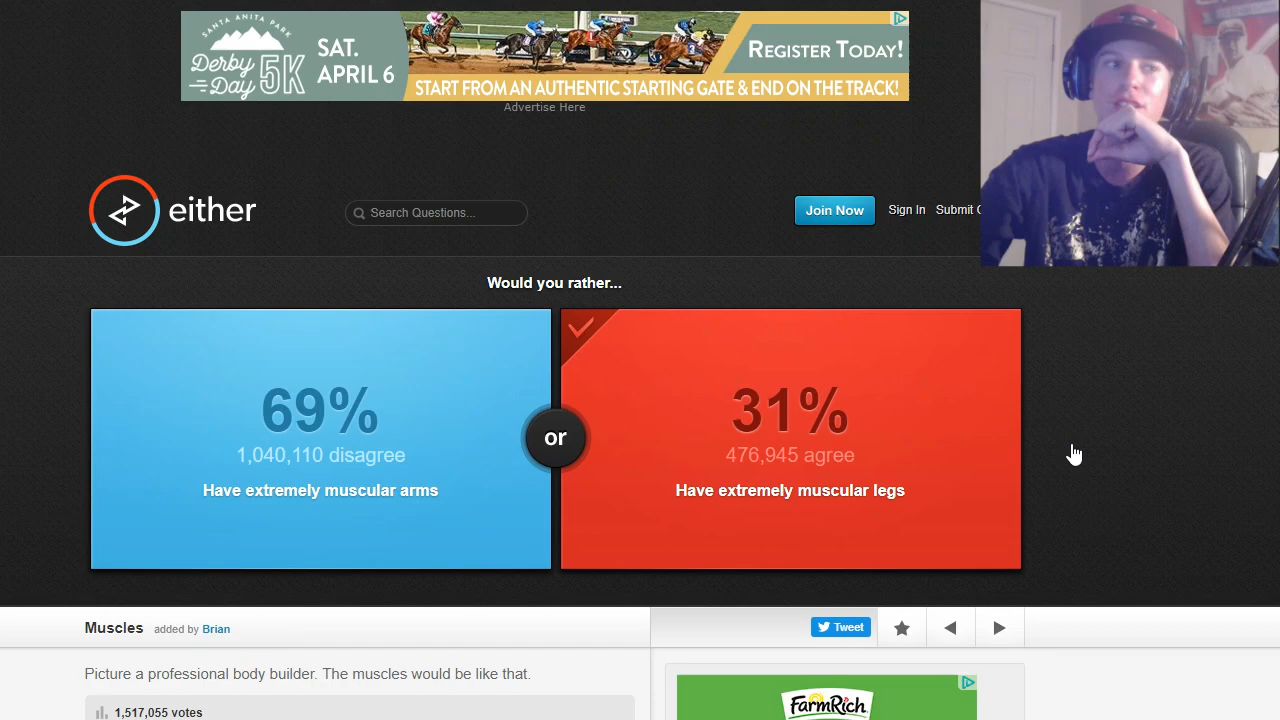 SANTA ANITA PARK
Derby Day 5K
SAT. APRIL 6
REGISTER TODAY!
START FROM AN AUTHENTIC STARTING GATE & END ON THE TRACK!
Advertise Here
either
Search Questions...
Join Now
Sign In
Submit
Would you rather...
69%
1,040,110 disagree
Have extremely muscular arms
or
31%
476,945 agree
Have extremely muscular legs
Muscles added by Brian
Tweet
Picture a professional body builder. The muscles would be like that.
1,517,055 votes
FARMRICH